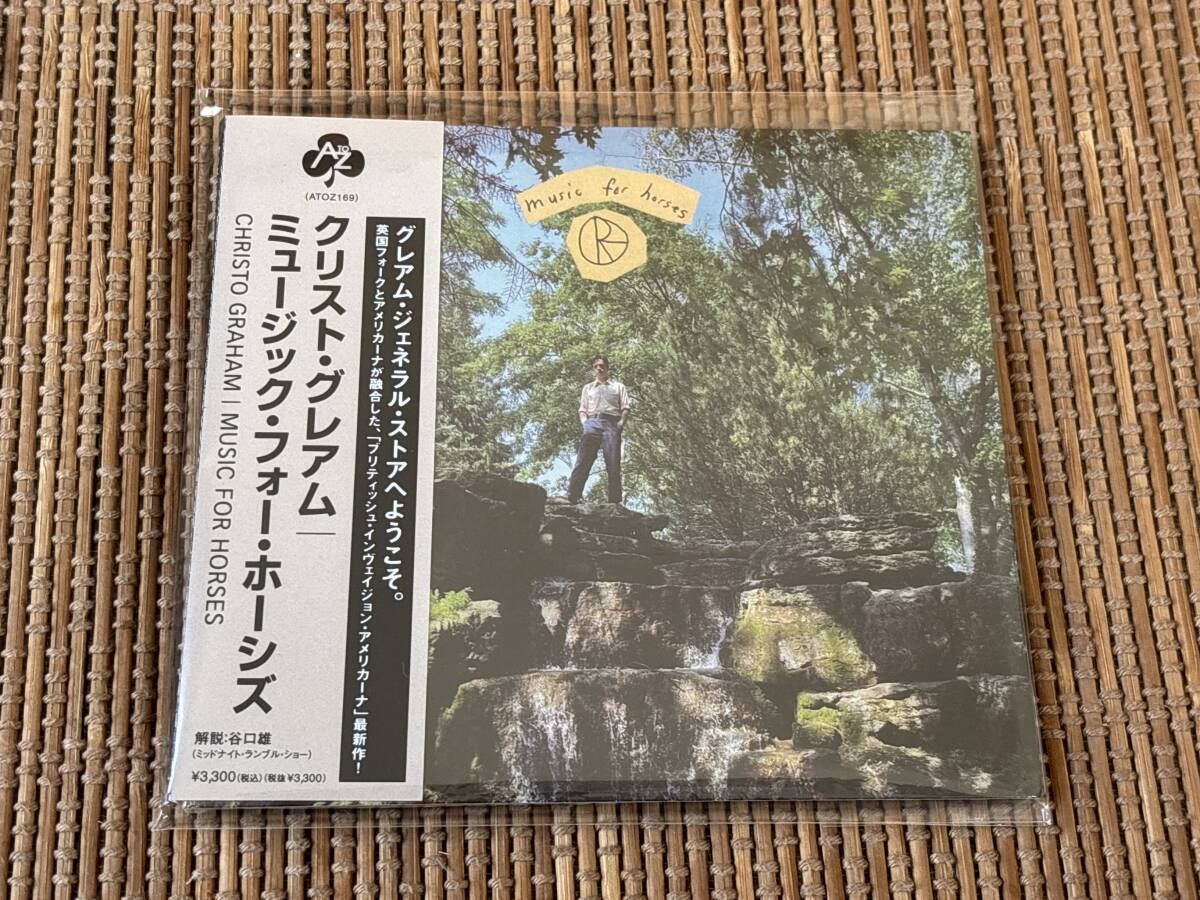 A TO Z
(ATOZ169)
クリスト・グレアム
ミュージック・フォー・ホーシズ
CHRISTO GRAHAM | MUSIC FOR HORSES
グレアム・ジェネラル・ストアへようこそ。
英国フォークとアメリカーナが融合した、「ブリティッシュ・インヴェイジョン・アメリカーナ」最新作!
解説:谷口雄
(ミッドナイト・ランブル・ショー)
¥3,300(税込)(税抜 ¥3,300)
music for horses